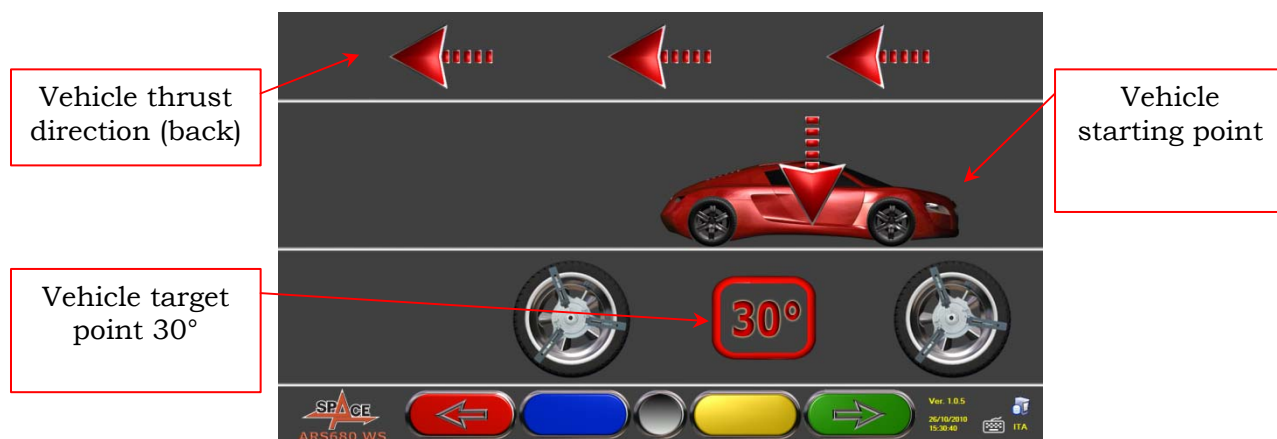 Vehicle thrust
direction (back)
Vehicle
starting point
Vehicle target
point 30°
30°
SPACE
ARS680 WS
Ver. 1.0.5
26/10/2010
15:30:40
ITA